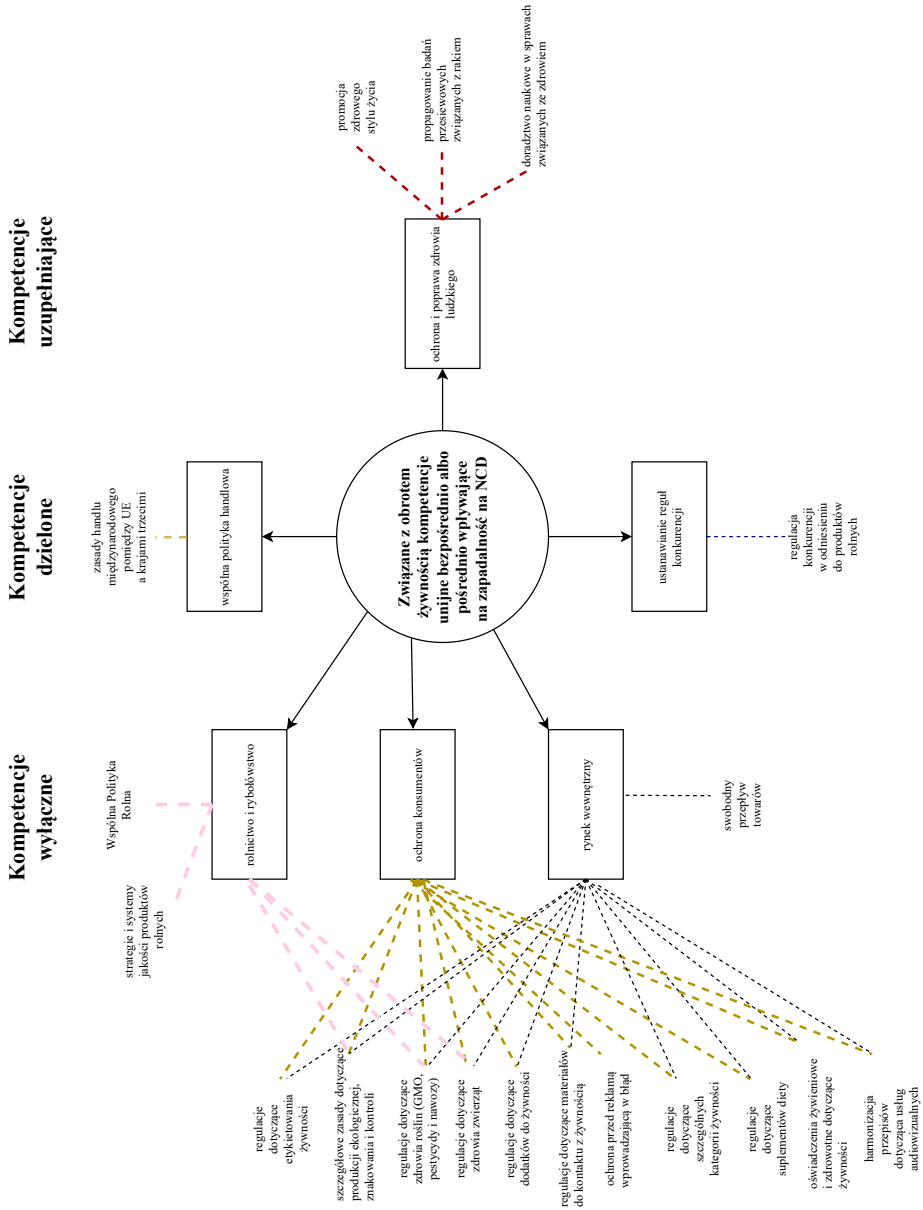 Kompetencje
wyłączne
Kompetencje
dzielone
Kompetencje
uzupełniające
Wspólna Polityka
Rolna
strategie i systemy
jakości produktów
rolnych
rolnictwo i rybołówstwo
ochrona konsumentów
rynek wewnętrzny
swobodny
przepływ
towarów
regulacje
dotyczące
etykietowania
żywności
szczegółowe zasady dotyczące
produkcji ekologicznej,
znakowania i kontroli
regulacje dotyczące
zdrowia roślin (GMO,
pestycydy i nawozy)
regulacje dotyczące
zdrowia zwierząt
regulacje dotyczące
dodatków do żywności
regulacje dotyczące materiałów
do kontaktu z żywnością
ochrona przed reklamą
wprowadzającą w błąd
regulacje
dotyczące
szczególnych
kategorii żywności
regulacje
dotyczące
suplementów diety
oświadczenia żywieniowe
i zdrowotne dotyczące
żywności
harmonizacja
przepisów
dotycząca usług
audiowizualnych
zasady handlu
międzynarodowego
pomiędzy UE
a krajami trzecimi
wspólna polityka handlowa
Związane z obrotem
żywnością kompetencje
unijne bezpośrednio albo
pośrednio wpływające
na zapadalność na NCD
ustanawianie reguł
konkurencji
regulacja
konkurencji
w odniesieniu
do produktów
rolnych
ochrona i poprawa zdrowia
ludzkiego
promocja
zdrowego
stylu życia
propagowanie badań
przesiewowych
związanych z rakiem
doradztwo naukowe w sprawach
związanych ze zdrowiem